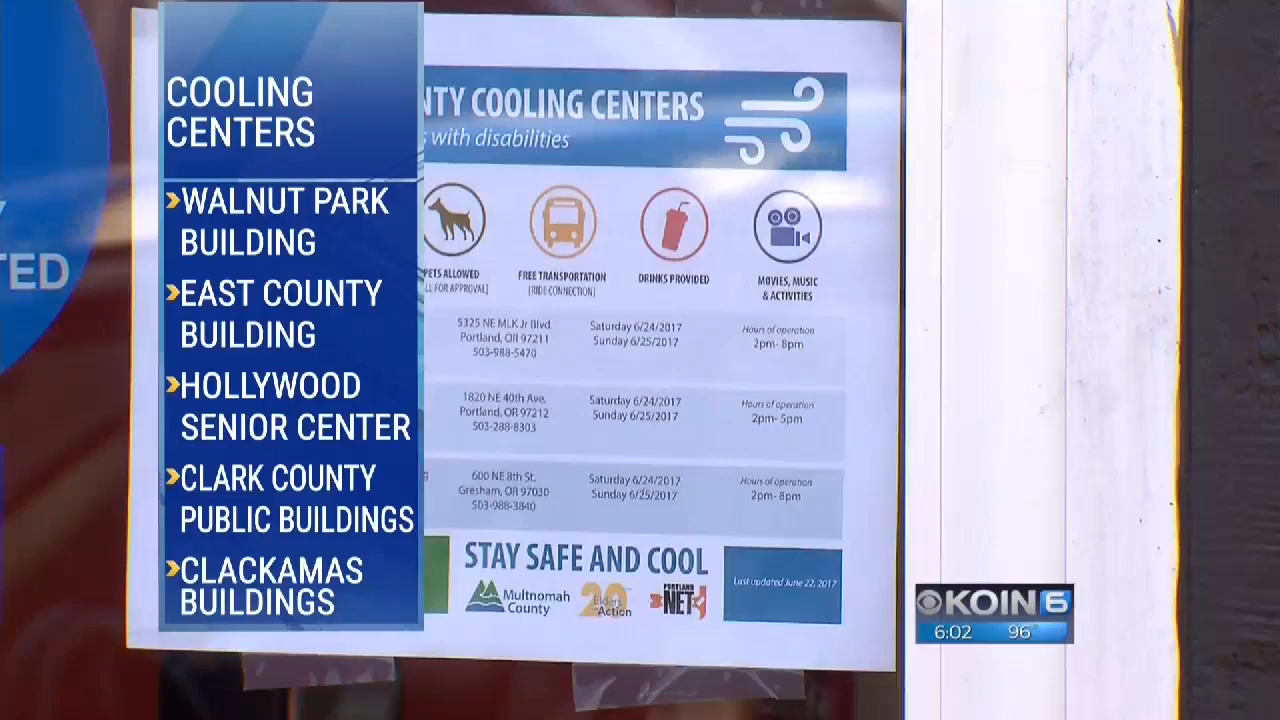 COOLING
CENTERS
WALNUT PARK
BUILDING
EAST COUNTY
BUILDING
HOLLYWOOD
SENIOR CENTER
CLARK COUNTY
PUBLIC BUILDINGS
CLACKAMAS
BUILDINGS
TED
NTY COOLING CENTERS
s with disabilities
PETS ALLOWED
LL FOR APPROVAL]
FREE TRANSPORTATION
[RIDE CONNECTION]
DRINKS PROVIDED
MOVIES, MUSIC
& ACTIVITIES
5325 NE MLK Jr Blvd.
Portland, OR 97211
503-988-5470
Saturday 6/24/2017
Sunday 6/25/2017
Hours of operation
2pm- 8pm
1820 NE 40th Ave.
Portland, OR 97212
503-288-8303
Saturday 6/24/2017
Sunday 6/25/2017
Hours of operation
2pm- 5pm
g
600 NE 8th St.
Gresham, OR 97030
503-988-3840
Saturday 6/24/2017
Sunday 6/25/2017
Hours of operation
2pm- 8pm
STAY SAFE AND COOL
Multnomah
County
Elders
in Action
PORTLAND
NET
Last updated June 22, 2017
KOIN 6
6:02 96°